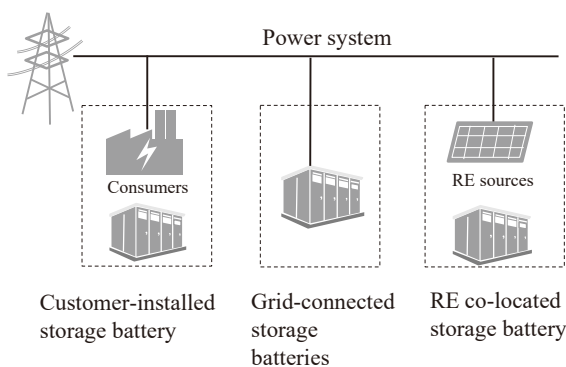 Power system
Consumers
RE sources
Customer-installed
storage battery
Grid-connected
storage
batteries
RE co-located
storage battery